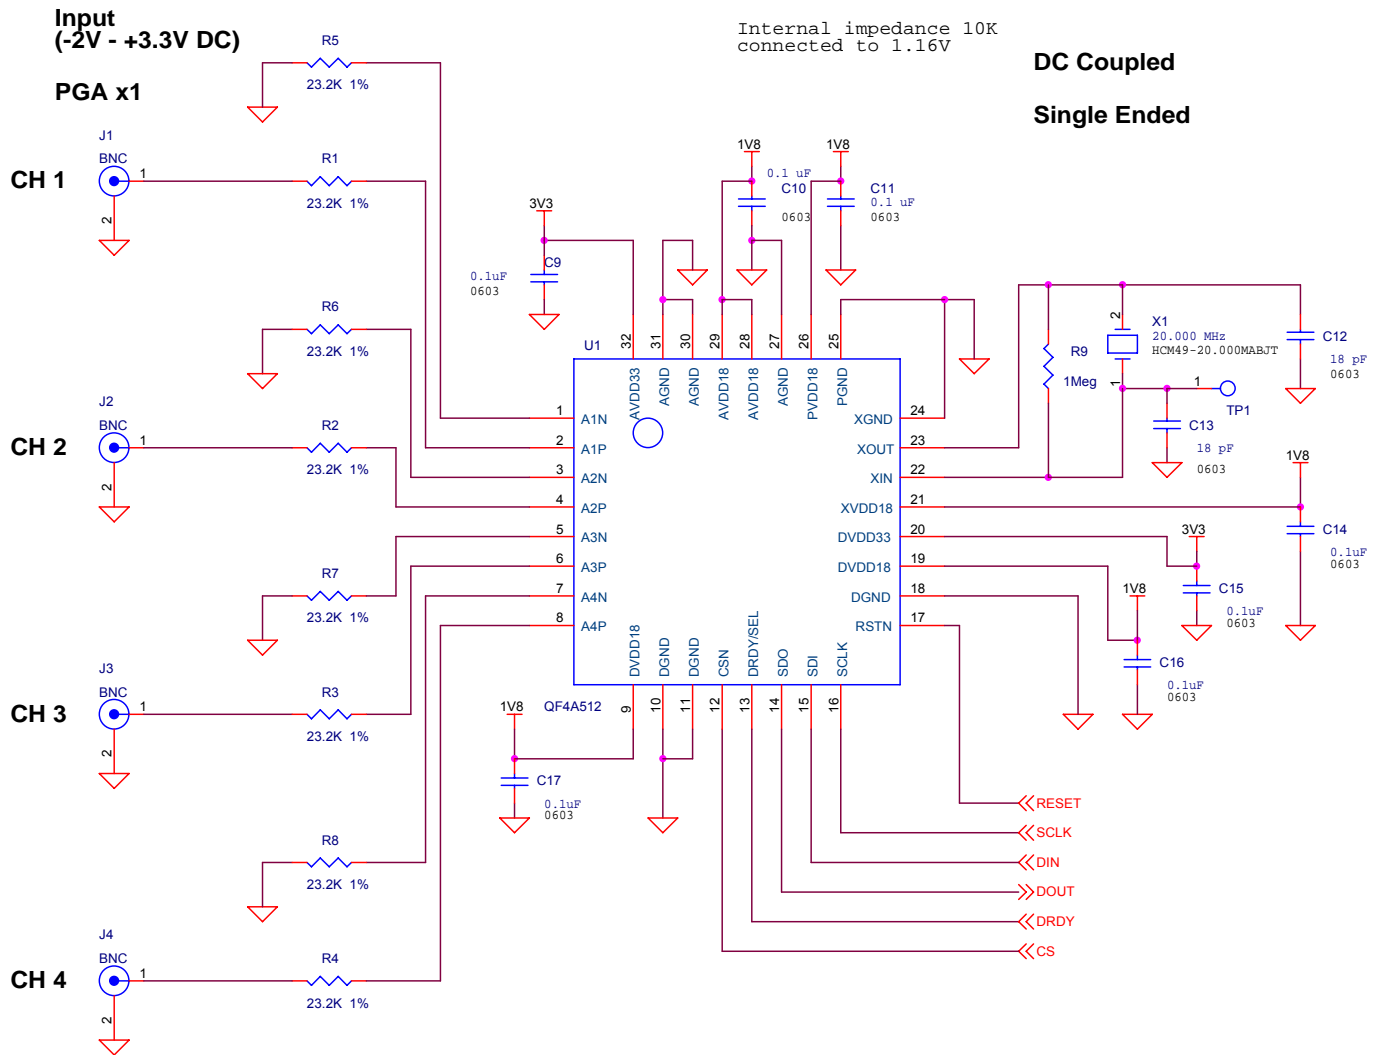 Input
(-2V - +3.3V DC)
PGA x1
Internal impedance 10K
connected to 1.16V
DC Coupled
Single Ended
R5
23.2K 1%
CH 1
J1
BNC
1
2
R1
23.2K 1%
R6
23.2K 1%
CH 2
J2
BNC
1
2
R2
23.2K 1%
R7
23.2K 1%
CH 3
J3
BNC
1
2
R3
23.2K 1%
R8
23.2K 1%
CH 4
J4
BNC
1
2
R4
23.2K 1%
3V3
C9
0.1uF
0603
1V8
0.1 uF
C10
0603
1V8
C11
0.1 uF
0603
U1
32
31
30
29
28
27
26
25
AVDD33
AGND
AGND
AVDD18
AVDD18
AGND
PVDD18
PGND
1 A1N
2 A1P
3 A2N
4 A2P
5 A3N
6 A3P
7 A4N
8 A4P
XGND 24
XOUT 23
XIN 22
XVDD18 21
DVDD33 20
DVDD18 19
DGND 18
RSTN 17
DVDD18
DGND
DGND
CSN
DRDY/SEL
SDO
SDI
SCLK
QF4A512
9
10
11
12
13
14
15
16
1V8
C17
0.1uF
0603
R9
1Meg
2
1
X1
20.000 MHz
HCM49-20.000MABJT
C12
18 pF
0603
1
TP1
C13
18 pF
0603
1V8
C14
0.1uF
0603
3V3
C15
0.1uF
0603
1V8
C16
0.1uF
0603
RESET
SCLK
DIN
DOUT
DRDY
CS